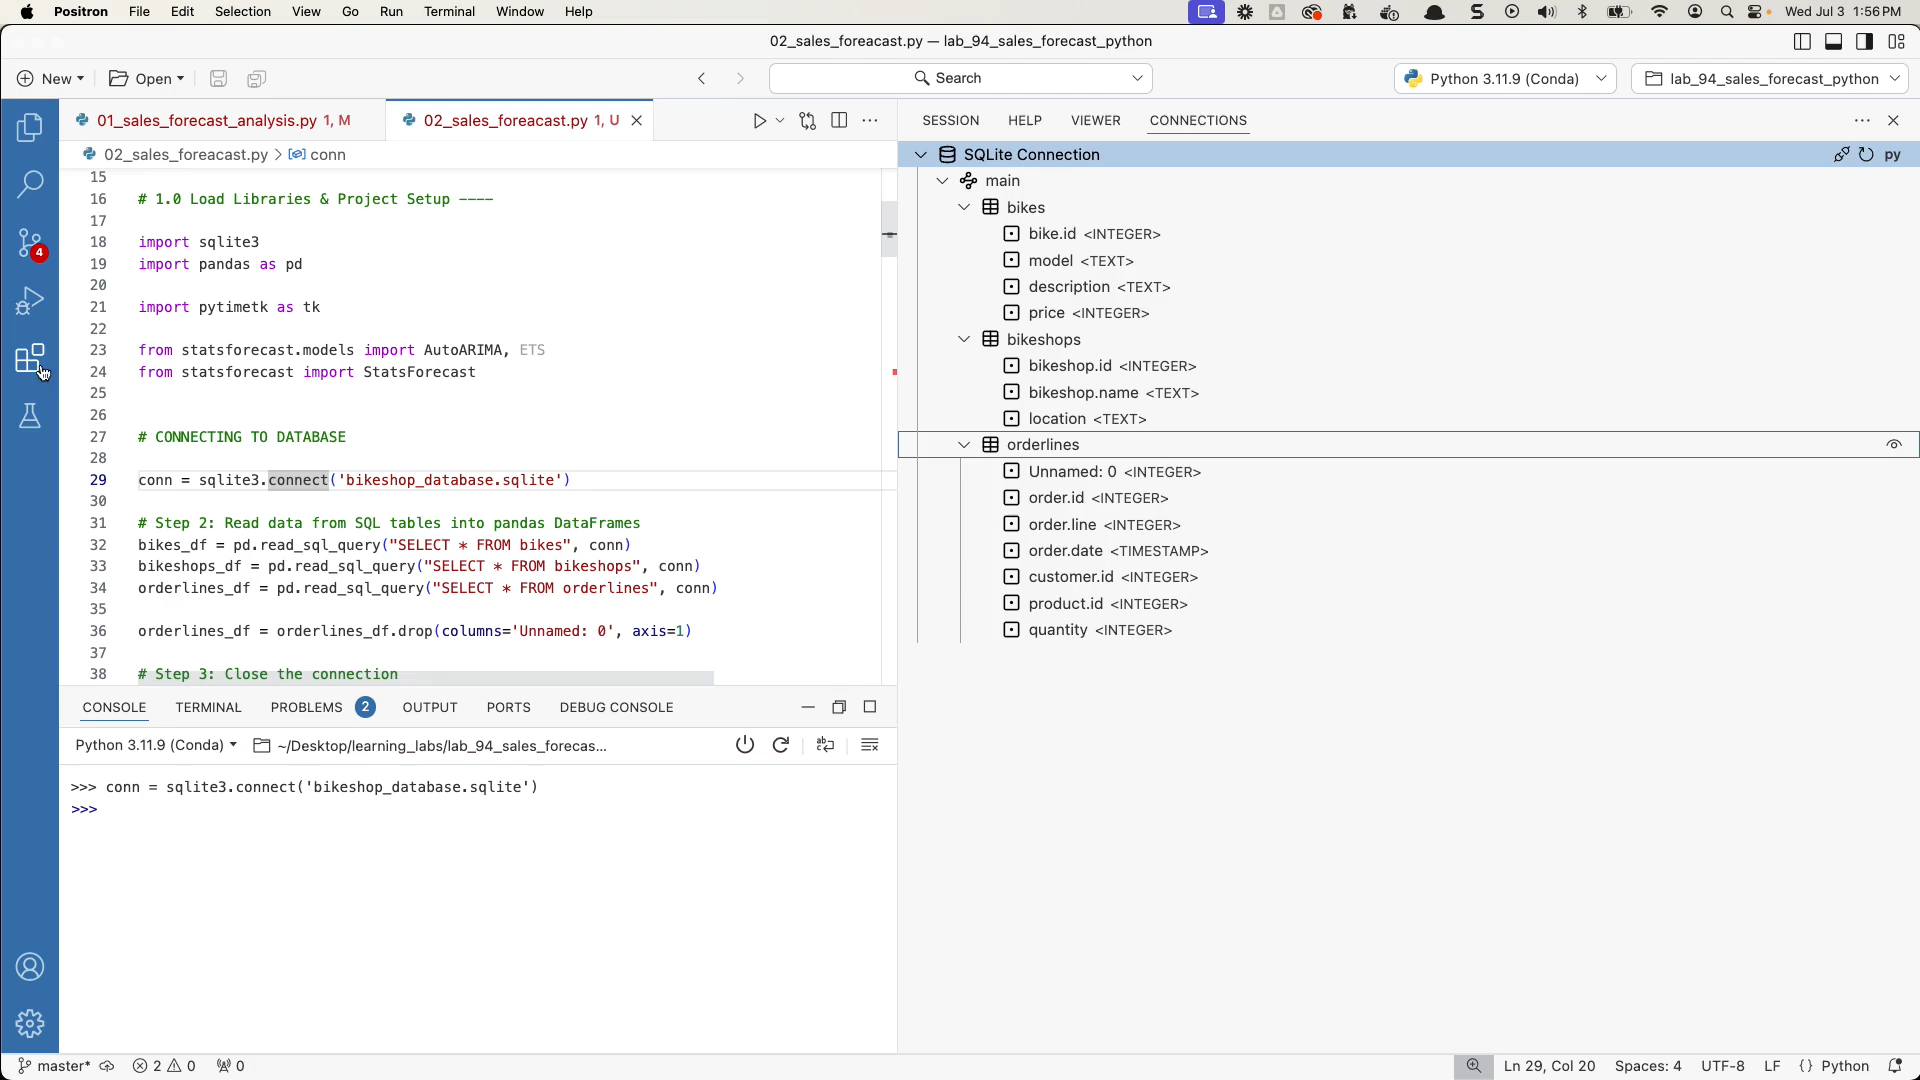 Positron File Edit Selection View Go Run Terminal Window Help Wed Jul 3 1:56 PM
02_sales_foreacast.py — lab_94_sales_forecast_python
New Open Search Python 3.11.9 (Conda) lab_94_sales_forecast_python
01_sales_forecast_analysis.py 1, M 02_sales_foreacast.py 1, U
02_sales_foreacast.py > conn
15
16 # 1.0 Load Libraries & Project Setup ----
17
18 import sqlite3
19 import pandas as pd
20
21 import pytimetk as tk
22
23 from statsforecast.models import AutoARIMA, ETS
24 from statsforecast import StatsForecast
25
26
27 # CONNECTING TO DATABASE
28
29 conn = sqlite3.connect('bikeshop_database.sqlite')
30
31 # Step 2: Read data from SQL tables into pandas DataFrames
32 bikes_df = pd.read_sql_query("SELECT * FROM bikes", conn)
33 bikeshops_df = pd.read_sql_query("SELECT * FROM bikeshops", conn)
34 orderlines_df = pd.read_sql_query("SELECT * FROM orderlines", conn)
35
36 orderlines_df = orderlines_df.drop(columns='Unnamed: 0', axis=1)
37
38 # Step 3: Close the connection
4
CONSOLE TERMINAL PROBLEMS 2 OUTPUT PORTS DEBUG CONSOLE
Python 3.11.9 (Conda) ~/Desktop/learning_labs/lab_94_sales_forecas...
>>> conn = sqlite3.connect('bikeshop_database.sqlite')
>>>
SESSION HELP VIEWER CONNECTIONS
SQLite Connection py
main
bikes
bike.id <INTEGER>
model <TEXT>
description <TEXT>
price <INTEGER>
bikeshops
bikeshop.id <INTEGER>
bikeshop.name <TEXT>
location <TEXT>
orderlines
Unnamed: 0 <INTEGER>
order.id <INTEGER>
order.line <INTEGER>
order.date <TIMESTAMP>
customer.id <INTEGER>
product.id <INTEGER>
quantity <INTEGER>
master* 2 0 0 Ln 29, Col 20 Spaces: 4 UTF-8 LF {} Python